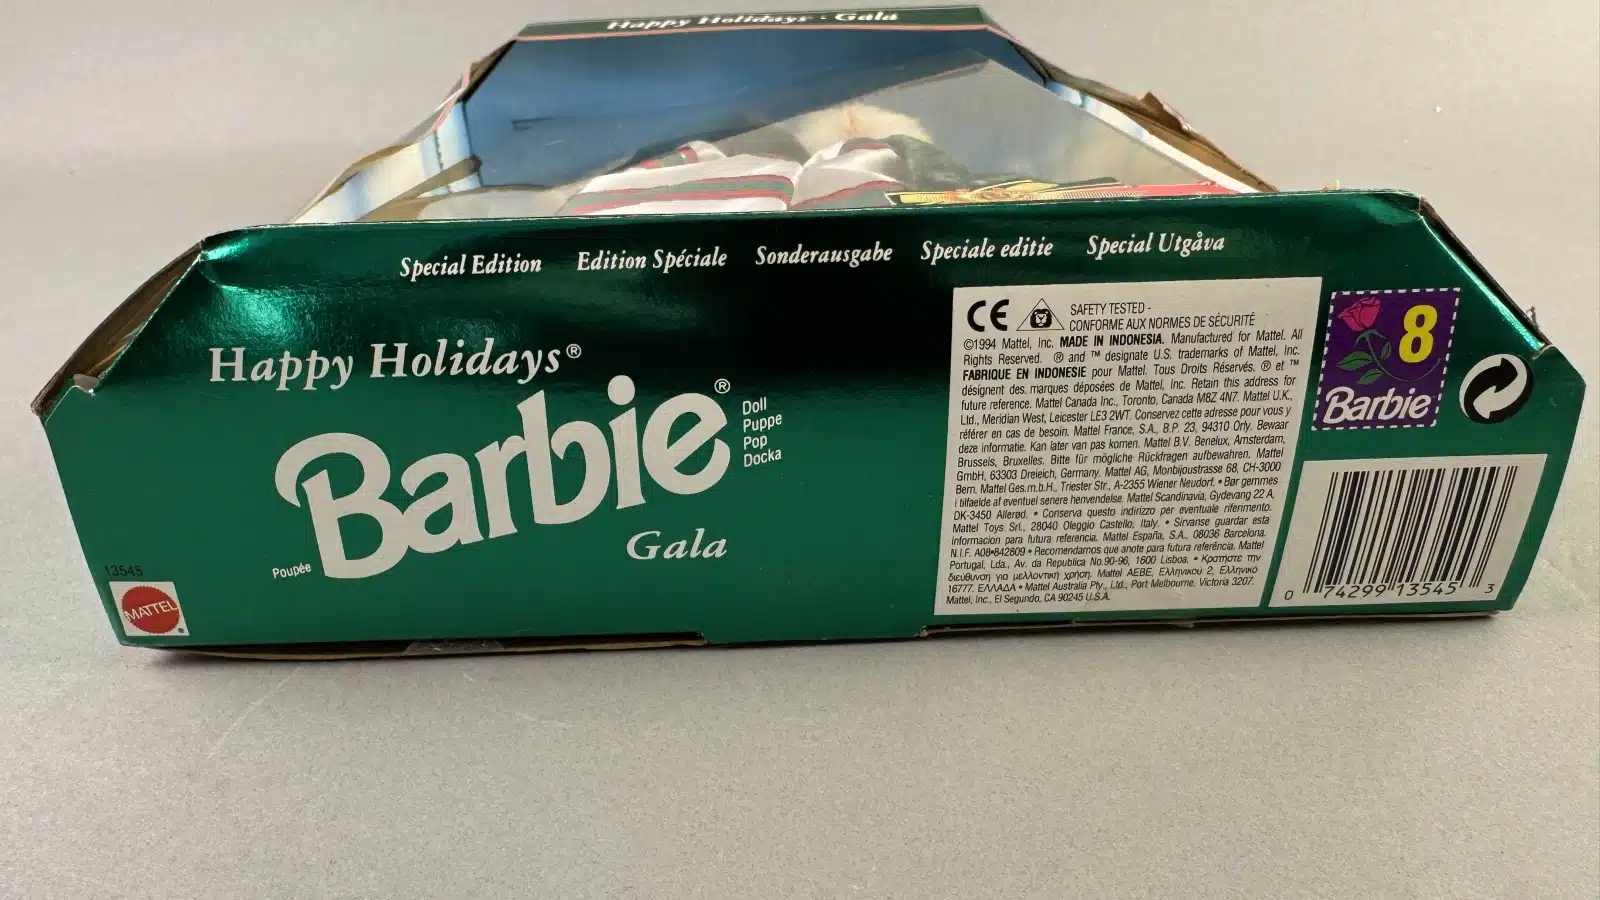 Happy Holidays · Gala
Special Edition Edition Spéciale Sonderausgabe Speciale editie Special Utgåva
Happy Holidays®
Barbie®
Doll
Puppe
Pop
Docka
Poupée
Gala
13545
MATTEL
CE
SAFETY TESTED -
CONFORME AUX NORMES DE SÉCURITÉ
©1994 Mattel, Inc. MADE IN INDONESIA. Manufactured for Mattel. All
Rights Reserved. ® and ™ designate U.S. trademarks of Mattel, Inc.
FABRIQUE EN INDONESIE pour Mattel. Tous Droits Réservés. ® et ™
désignent des marques déposées de Mattel, Inc. Retain this address for
future reference. Mattel Canada Inc., Toronto, Canada M8Z 4N7. Mattel U.K.,
Ltd., Meridian West, Leicester LE3 2WT. Conservez cette adresse pour vous y
référer en cas de besoin. Mattel France, S.A., B.P. 23, 94310 Orly. Bewaar
deze informatie. Kan later van pas komen. Mattel B.V. Benelux, Amsterdam,
Brussels, Bruxelles. Bitte für mögliche Rückfragen aufbewahren. Mattel
GmbH, 63303 Dreieich, Germany. Mattel AG, Monbijoustrasse 68, CH-3000
Bern. Mattel Ges.m.b.H., Triester Str., A-2355 Wiener Neudorf. • Bør gemmes
i tilfælde af eventuel senere henvendelse. Mattel Scandinavia, Gydevang 22 A,
DK-3450 Allerød. • Conserva questo indirizzo per eventuale riferimento.
Mattel Toys Srl., 28040 Oleggio Castello, Italy. • Sirvanse guardar esta
informacion para futura referencia. Mattel España, S.A., 08036 Barcelona.
N.I.F. A08-842809 • Recomendamos que anote para futura referência. Mattel
Portugal, Lda., Av. da Republica No.90-96, 1600 Lisboa. • Κρατήστε την
διεύθυνση για μελλοντική χρήση. Mattel AEBE, Ελληνικου 2, Ελληνικο
16777. ΕΛΛΑΔΑ • Mattel Australia Pty., Ltd., Port Melbourne, Victoria 3207.
Mattel, Inc., El Segundo, CA 90245 U.S.A.
8
Barbie
0 74299 13545 3